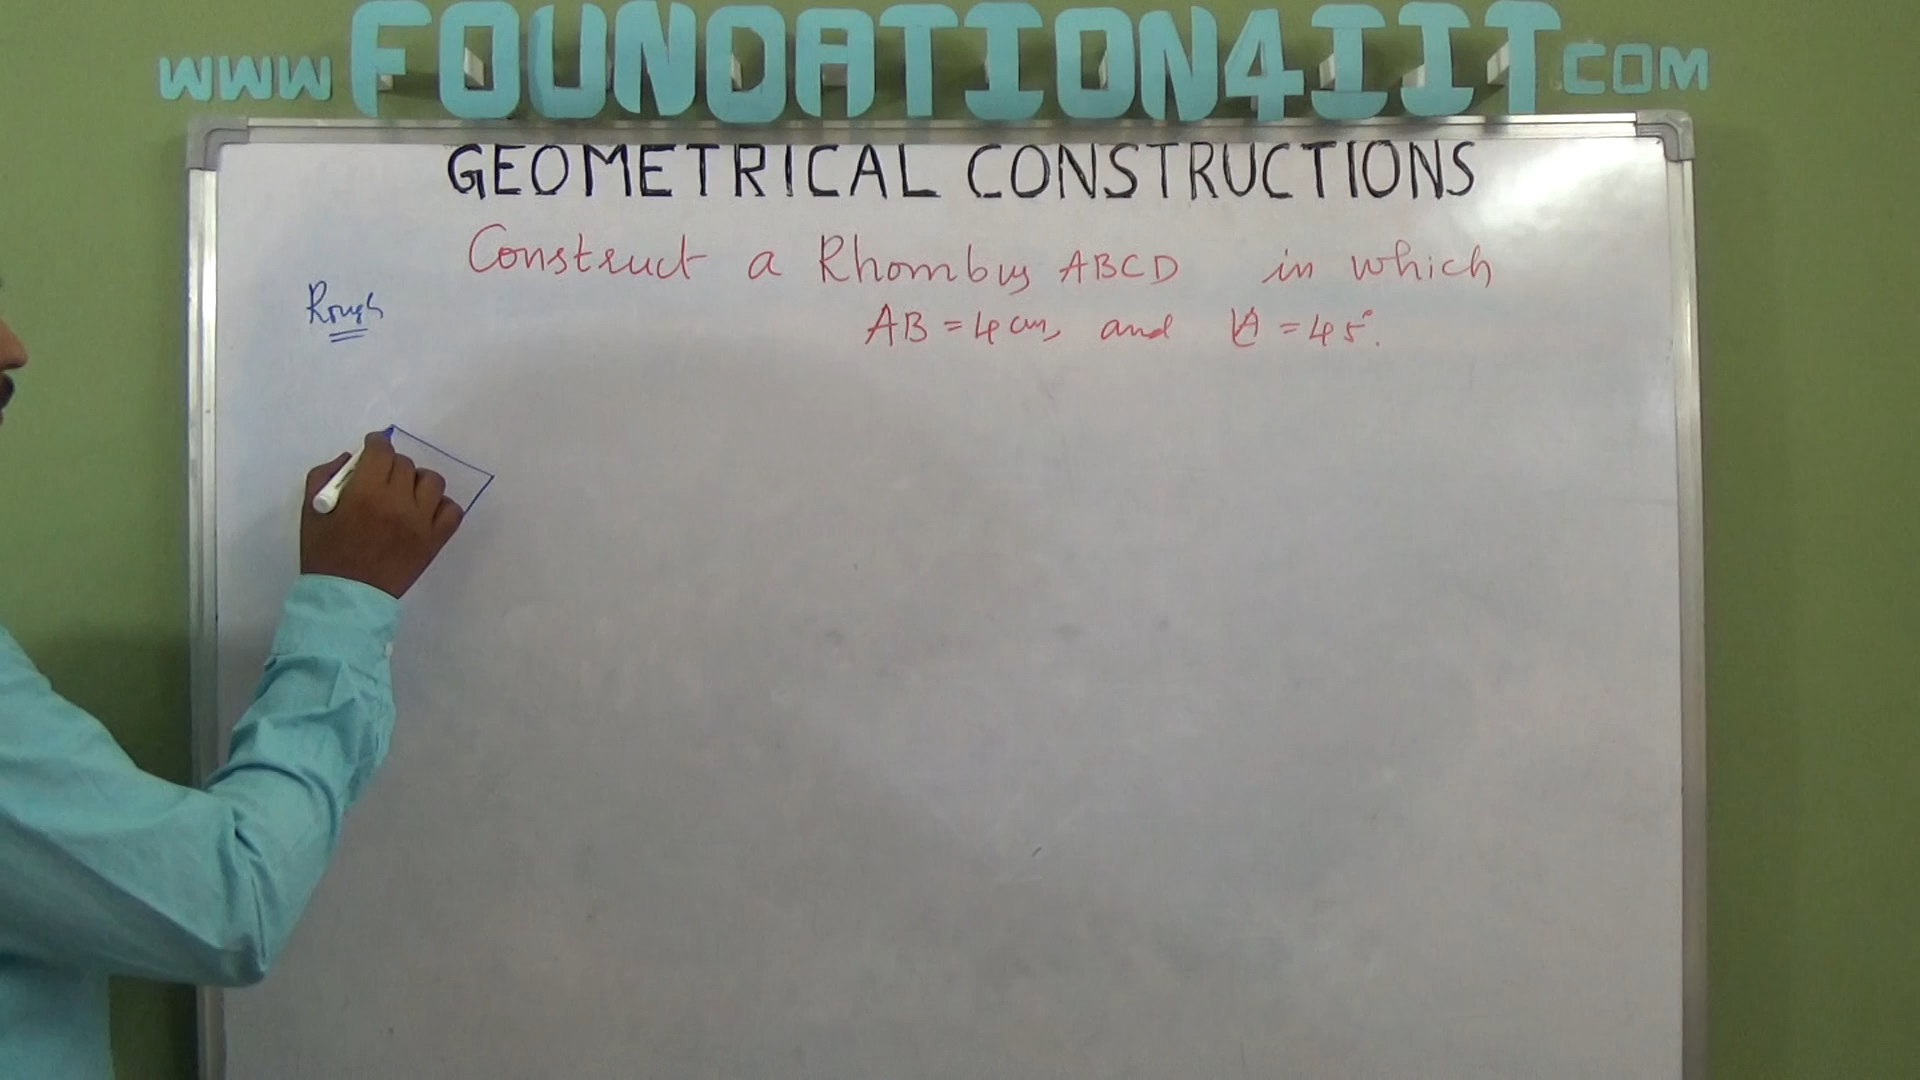 WWW FOUNDATION4IIT COM
GEOMETRICAL CONSTRUCTIONS
Construct a Rhombus ABCD in which
AB = 4 cm, and ∠A = 45°.
Rough